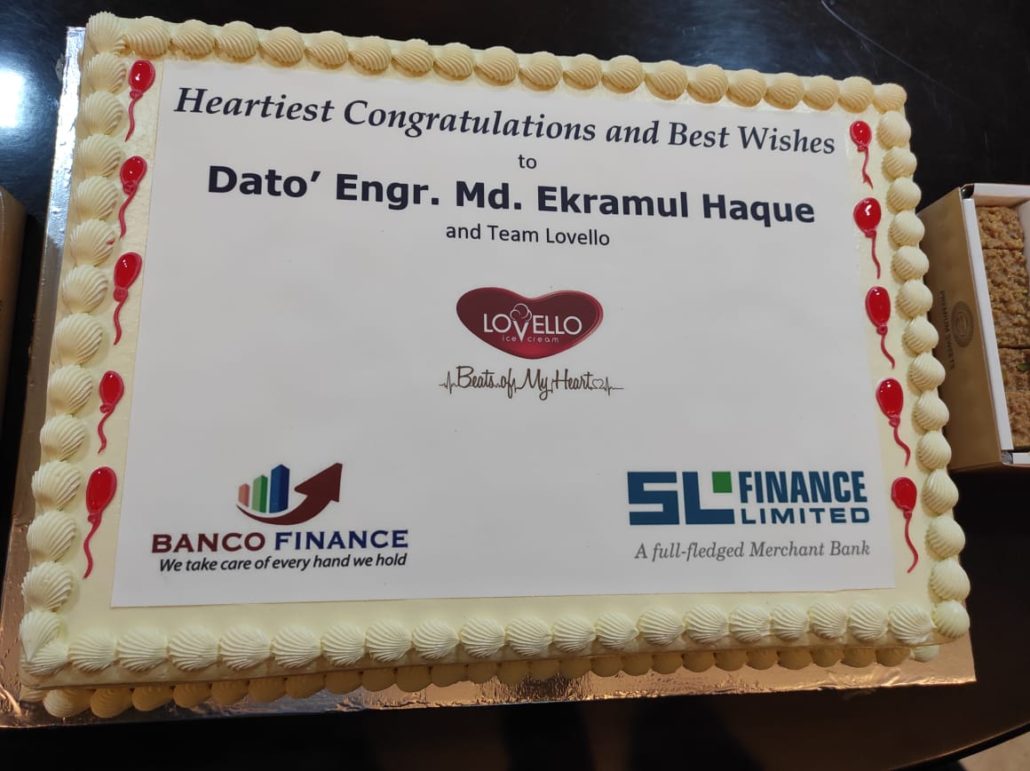 Heartiest Congratulations and Best Wishes
to
Dato’ Engr. Md. Ekramul Haque
and Team Lovello
LOVELLO
ice cream
Beats of My Heart
BANCO FINANCE
We take care of every hand we hold
SL FINANCE
LIMITED
A full-fledged Merchant Bank
PREMIUM SWEETS